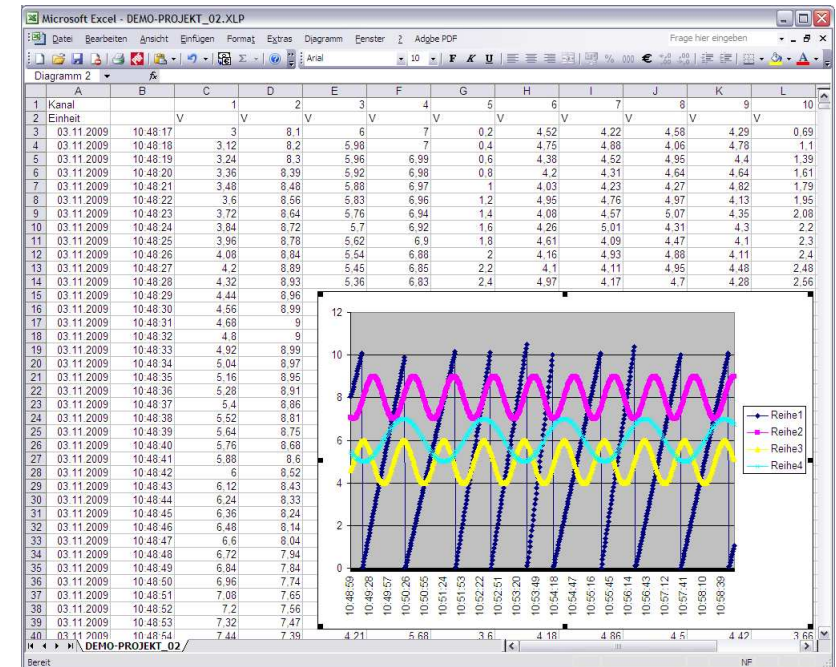 Microsoft Excel - DEMO-PROJEKT_02.XLP
Datei Bearbeiten Ansicht Einfügen Format Extras Diagramm Fenster ? Adobe PDF Frage hier eingeben
Arial 10 F K U % 000 €
Diagramm 2 fx
A B C D E F G H I J K L
1 Kanal 1 2 3 4 5 6 7 8 9 10
2 Einheit V V V V V V V V V V
3 03.11.2009 10:48:17 3 8,1 6 7 0,2 4,52 4,22 4,58 4,29 0,69
4 03.11.2009 10:48:18 3,12 8,2 5,98 7 0,4 4,75 4,88 4,06 4,78 1,1
5 03.11.2009 10:48:19 3,24 8,3 5,96 6,99 0,6 4,38 4,52 4,95 4,4 1,39
6 03.11.2009 10:48:20 3,36 8,39 5,92 6,98 0,8 4,2 4,31 4,64 4,64 1,61
7 03.11.2009 10:48:21 3,48 8,48 5,88 6,97 1 4,03 4,23 4,27 4,82 1,79
8 03.11.2009 10:48:22 3,6 8,56 5,83 6,96 1,2 4,95 4,76 4,97 4,13 1,95
9 03.11.2009 10:48:23 3,72 8,64 5,76 6,94 1,4 4,08 4,57 5,07 4,35 2,08
10 03.11.2009 10:48:24 3,84 8,72 5,7 6,92 1,6 4,26 5,01 4,31 4,3 2,2
11 03.11.2009 10:48:25 3,96 8,78 5,62 6,9 1,8 4,61 4,09 4,47 4,1 2,3
12 03.11.2009 10:48:26 4,08 8,84 5,54 6,88 2 4,16 4,93 4,88 4,11 2,4
13 03.11.2009 10:48:27 4,2 8,89 5,45 6,85 2,2 4,1 4,11 4,95 4,48 2,48
14 03.11.2009 10:48:28 4,32 8,93 5,36 6,83 2,4 4,97 4,17 4,7 4,28 2,56
15 03.11.2009 10:48:29 4,44 8,96
16 03.11.2009 10:48:30 4,56 8,99
17 03.11.2009 10:48:31 4,68 9
18 03.11.2009 10:48:32 4,8 9
19 03.11.2009 10:48:33 4,92 8,99
20 03.11.2009 10:48:34 5,04 8,97
21 03.11.2009 10:48:35 5,16 8,95
22 03.11.2009 10:48:36 5,28 8,91
23 03.11.2009 10:48:37 5,4 8,86
24 03.11.2009 10:48:38 5,52 8,81
25 03.11.2009 10:48:39 5,64 8,75
26 03.11.2009 10:48:40 5,76 8,68
27 03.11.2009 10:48:41 5,88 8,6
28 03.11.2009 10:48:42 6 8,52
29 03.11.2009 10:48:43 6,12 8,43
30 03.11.2009 10:48:44 6,24 8,33
31 03.11.2009 10:48:45 6,36 8,24
32 03.11.2009 10:48:46 6,48 8,14
33 03.11.2009 10:48:47 6,6 8,04
34 03.11.2009 10:48:48 6,72 7,94
35 03.11.2009 10:48:49 6,84 7,84
36 03.11.2009 10:48:50 6,96 7,74
37 03.11.2009 10:48:51 7,08 7,65
38 03.11.2009 10:48:52 7,2 7,56
39 03.11.2009 10:48:53 7,32 7,47
40 03.11.2009 10:48:54 7,44 7,39 4,21 5,68 3,6 4,18 4,86 4,5 4,42 3,66
12
10
8
6
4
2
0
Reihe1
Reihe2
Reihe3
Reihe4
10:48:59 10:49:28 10:49:57 10:50:26 10:50:55 10:51:24 10:51:53 10:52:22 10:52:51 10:53:20 10:53:49 10:54:18 10:54:47 10:55:16 10:55:45 10:56:14 10:56:43 10:57:12 10:57:41 10:58:10 10:58:39
DEMO-PROJEKT_02
Bereit NF